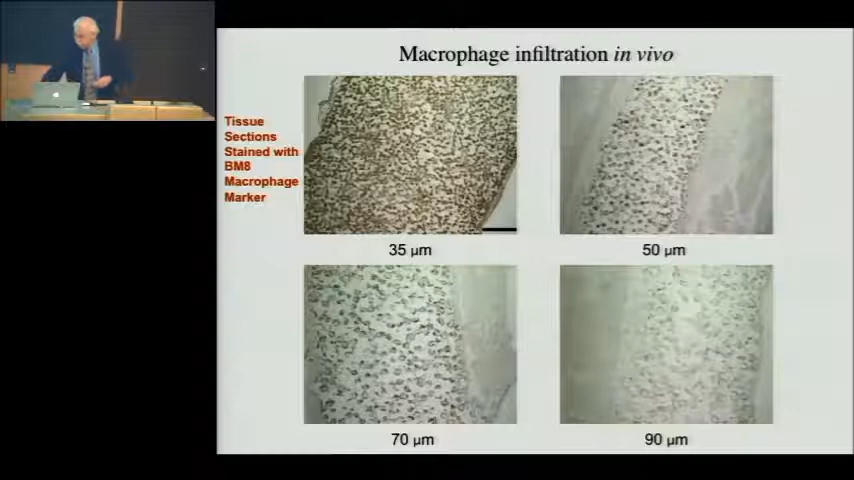 Macrophage infiltration in vivo
Tissue
Sections
Stained with
BM8
Macrophage
Marker
35 µm
50 µm
70 µm
90 µm